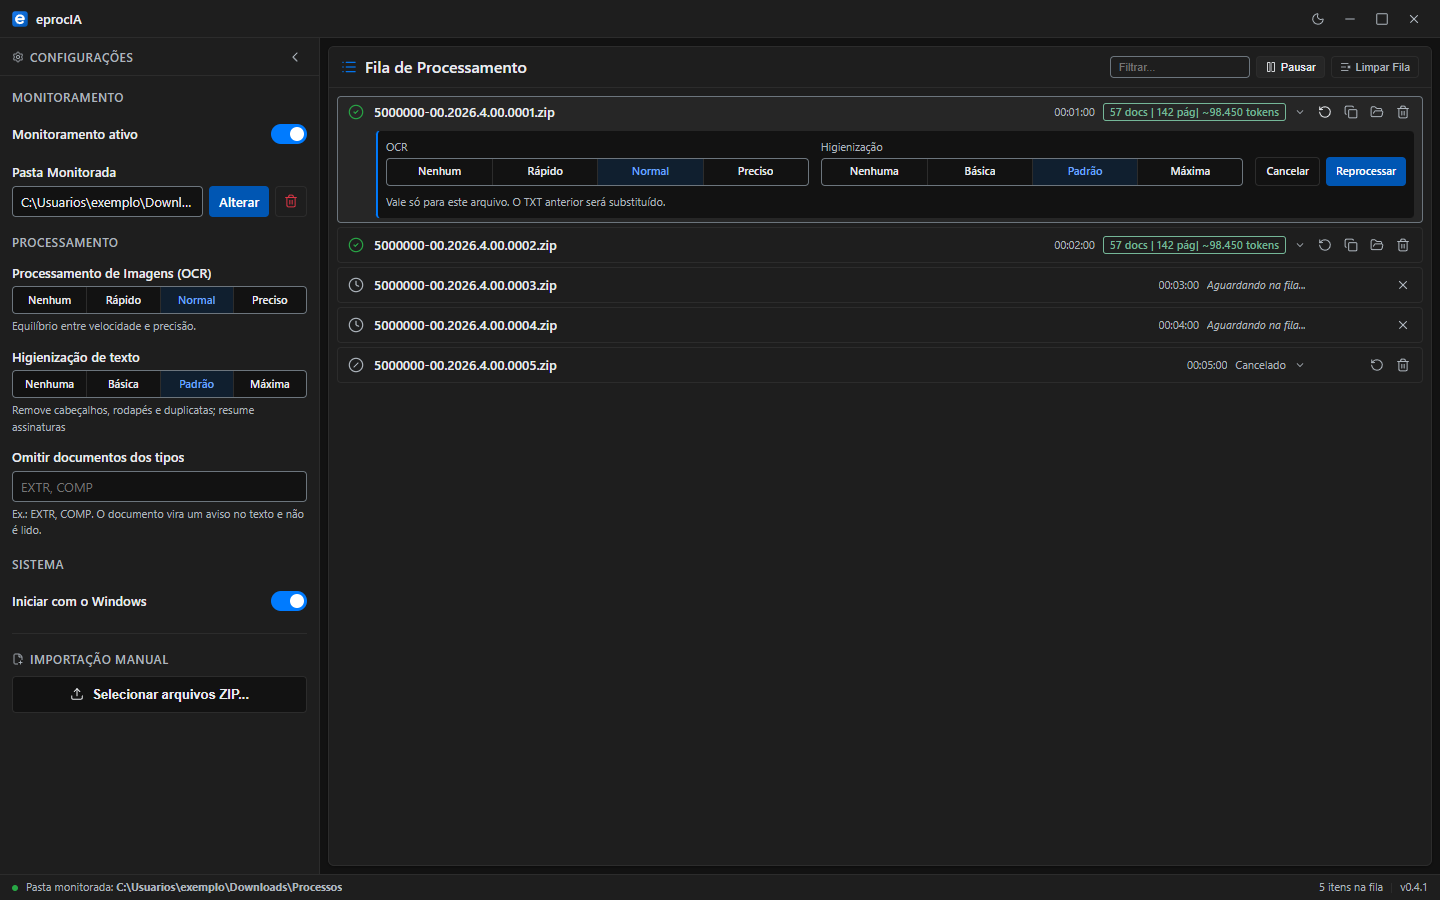 eprocIA
CONFIGURAÇÕES
MONITORAMENTO
Monitoramento ativo
Pasta Monitorada
C:\Usuarios\exemplo\Downl...
Alterar
PROCESSAMENTO
Processamento de Imagens (OCR)
Nenhum Rápido Normal Preciso
Equilíbrio entre velocidade e precisão.
Higienização de texto
Nenhuma Básica Padrão Máxima
Remove cabeçalhos, rodapés e duplicatas; resume
assinaturas
Omitir documentos dos tipos
EXTR, COMP
Ex.: EXTR, COMP. O documento vira um aviso no texto e não
é lido.
SISTEMA
Iniciar com o Windows
IMPORTAÇÃO MANUAL
Selecionar arquivos ZIP...
Fila de Processamento
Filtrar...
Pausar
Limpar Fila
5000000-00.2026.4.00.0001.zip 00:01:00 57 docs | 142 pág| ~98.450 tokens
OCR
Nenhum Rápido Normal Preciso
Higienização
Nenhuma Básica Padrão Máxima
Cancelar
Reprocessar
Vale só para este arquivo. O TXT anterior será substituído.
5000000-00.2026.4.00.0002.zip 00:02:00 57 docs | 142 pág| ~98.450 tokens
5000000-00.2026.4.00.0003.zip 00:03:00 Aguardando na fila...
5000000-00.2026.4.00.0004.zip 00:04:00 Aguardando na fila...
5000000-00.2026.4.00.0005.zip 00:05:00 Cancelado
Pasta monitorada: C:\Usuarios\exemplo\Downloads\Processos
5 itens na fila
v0.4.1